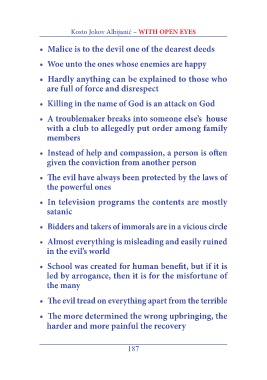 Kosto Jokov Albijanić – WITH OPEN EYES
• Malice is to the devil one of the dearest deeds
• Woe unto the ones whose enemies are happy
• Hardly anything can be explained to those who
are full of force and disrespect
• Killing in the name of God is an attack on God
• A troublemaker breaks into someone else's house
with a club to allegedly put order among family
members
• Instead of help and compassion, a person is often
given the conviction from another person
• The evil have always been protected by the laws of
the powerful ones
• In television programs the contents are mostly
satanic
• Bidders and takers of immorals are in a vicious circle
• Almost everything is misleading and easily ruined
in the evil's world
• School was created for human benefit, but if it is
led by arrogance, then it is for the misfortune of
the many
• The evil tread on everything apart from the terrible
• The more determined the wrong upbringing, the
harder and more painful the recovery
187